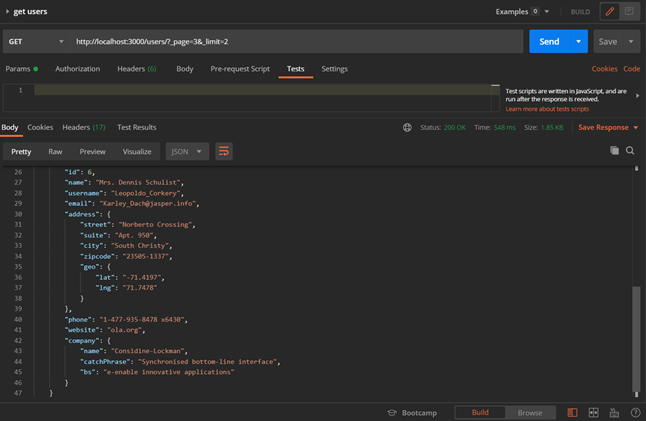 get users
Examples 0 BUILD
GET http://localhost:3000/users/?_page=3&_limit=2 Send Save
Params Authorization Headers (6) Body Pre-request Script Tests Settings Cookies Code
1
Test scripts are written in JavaScript, and are
run after the response is received.
Learn more about tests scripts
Body Cookies Headers (17) Test Results Status: 200 OK Time: 548 ms Size: 1.85 KB Save Response
Pretty Raw Preview Visualize JSON
26 "id": 6,
27 "name": "Mrs. Dennis Schulist",
28 "username": "Leopoldo_Corkery",
29 "email": "Karley_Dach@jasper.info",
30 "address": {
31 "street": "Norberto Crossing",
32 "suite": "Apt. 950",
33 "city": "South Christy",
34 "zipcode": "23505-1337",
35 "geo": {
36 "lat": "-71.4197",
37 "lng": "71.7478"
38 }
39 },
40 "phone": "1-477-935-8478 x6430",
41 "website": "ola.org",
42 "company": {
43 "name": "Considine-Lockman",
44 "catchPhrase": "Synchronised bottom-line interface",
45 "bs": "e-enable innovative applications"
46 }
47 }
Bootcamp Build Browse